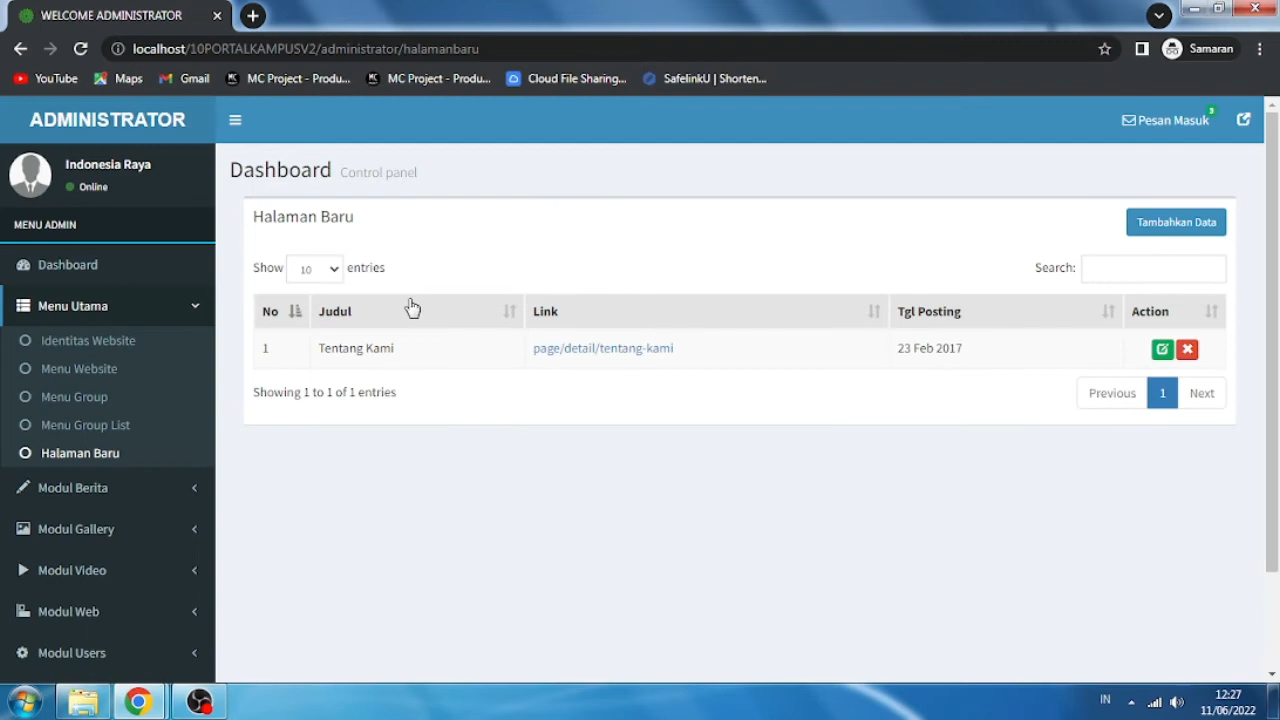 WELCOME ADMINISTRATOR
localhost/10PORTALKAMPUSV2/administrator/halamanbaru
Samaran
YouTube
Maps
Gmail
MC Project - Produ...
MC Project - Produ...
Cloud File Sharing...
SafelinkU | Shorten...
ADMINISTRATOR
Pesan Masuk
3
Indonesia Raya
Online
MENU ADMIN
Dashboard
Menu Utama
Identitas Website
Menu Website
Menu Group
Menu Group List
Halaman Baru
Modul Berita
Modul Gallery
Modul Video
Modul Web
Modul Users
Dashboard Control panel
Halaman Baru
Tambahkan Data
Show 10 entries
Search:
No Judul Link Tgl Posting Action
1 Tentang Kami page/detail/tentang-kami 23 Feb 2017
Showing 1 to 1 of 1 entries
Previous 1 Next
IN
12:27
11/06/2022